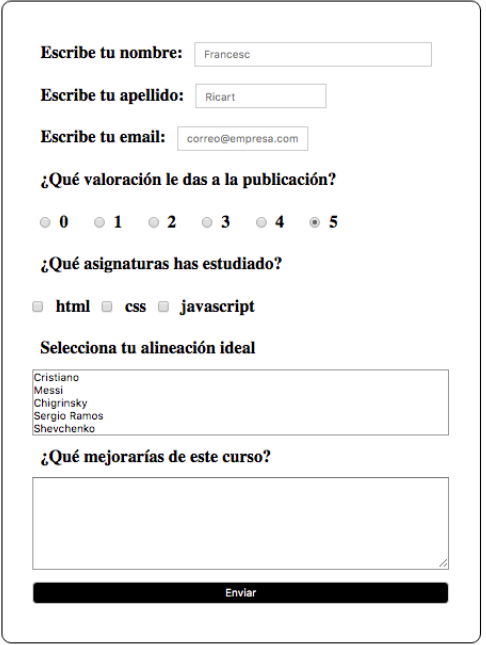 Escribe tu nombre: Francesc
Escribe tu apellido: Ricart
Escribe tu email: correo@empresa.com
¿Qué valoración le das a la publicación?
0 1 2 3 4 5
¿Qué asignaturas has estudiado?
html css javascript
Selecciona tu alineación ideal
Cristiano
Messi
Chigrinsky
Sergio Ramos
Shevchenko
¿Qué mejorarías de este curso?
Enviar